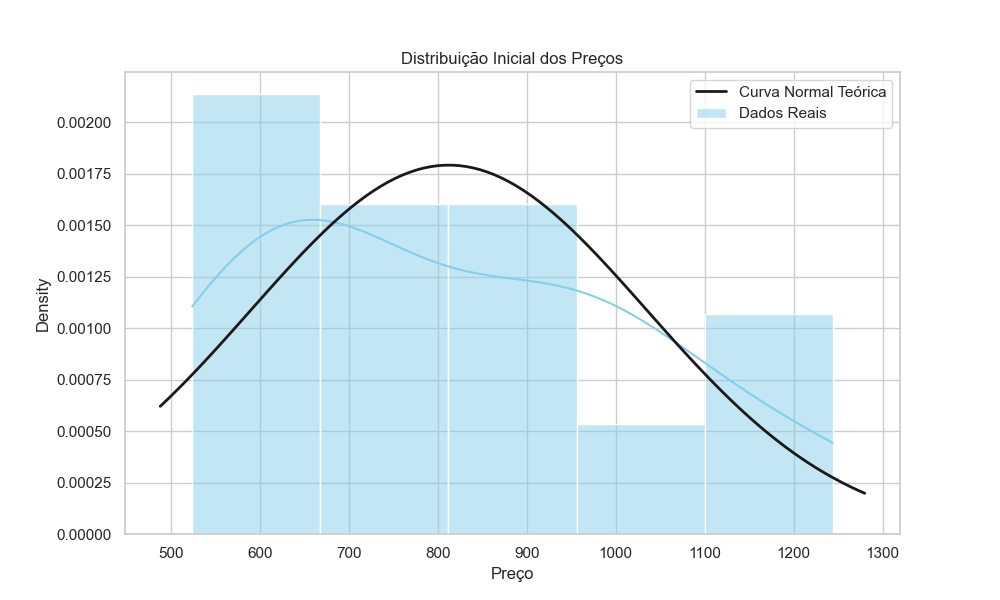 Distribuição Inicial dos Preços
Curva Normal Teórica
Dados Reais
0.00200
0.00175
0.00150
0.00125
0.00100
0.00075
0.00050
0.00025
0.00000
Density
500 600 700 800 900 1000 1100 1200 1300
Preço